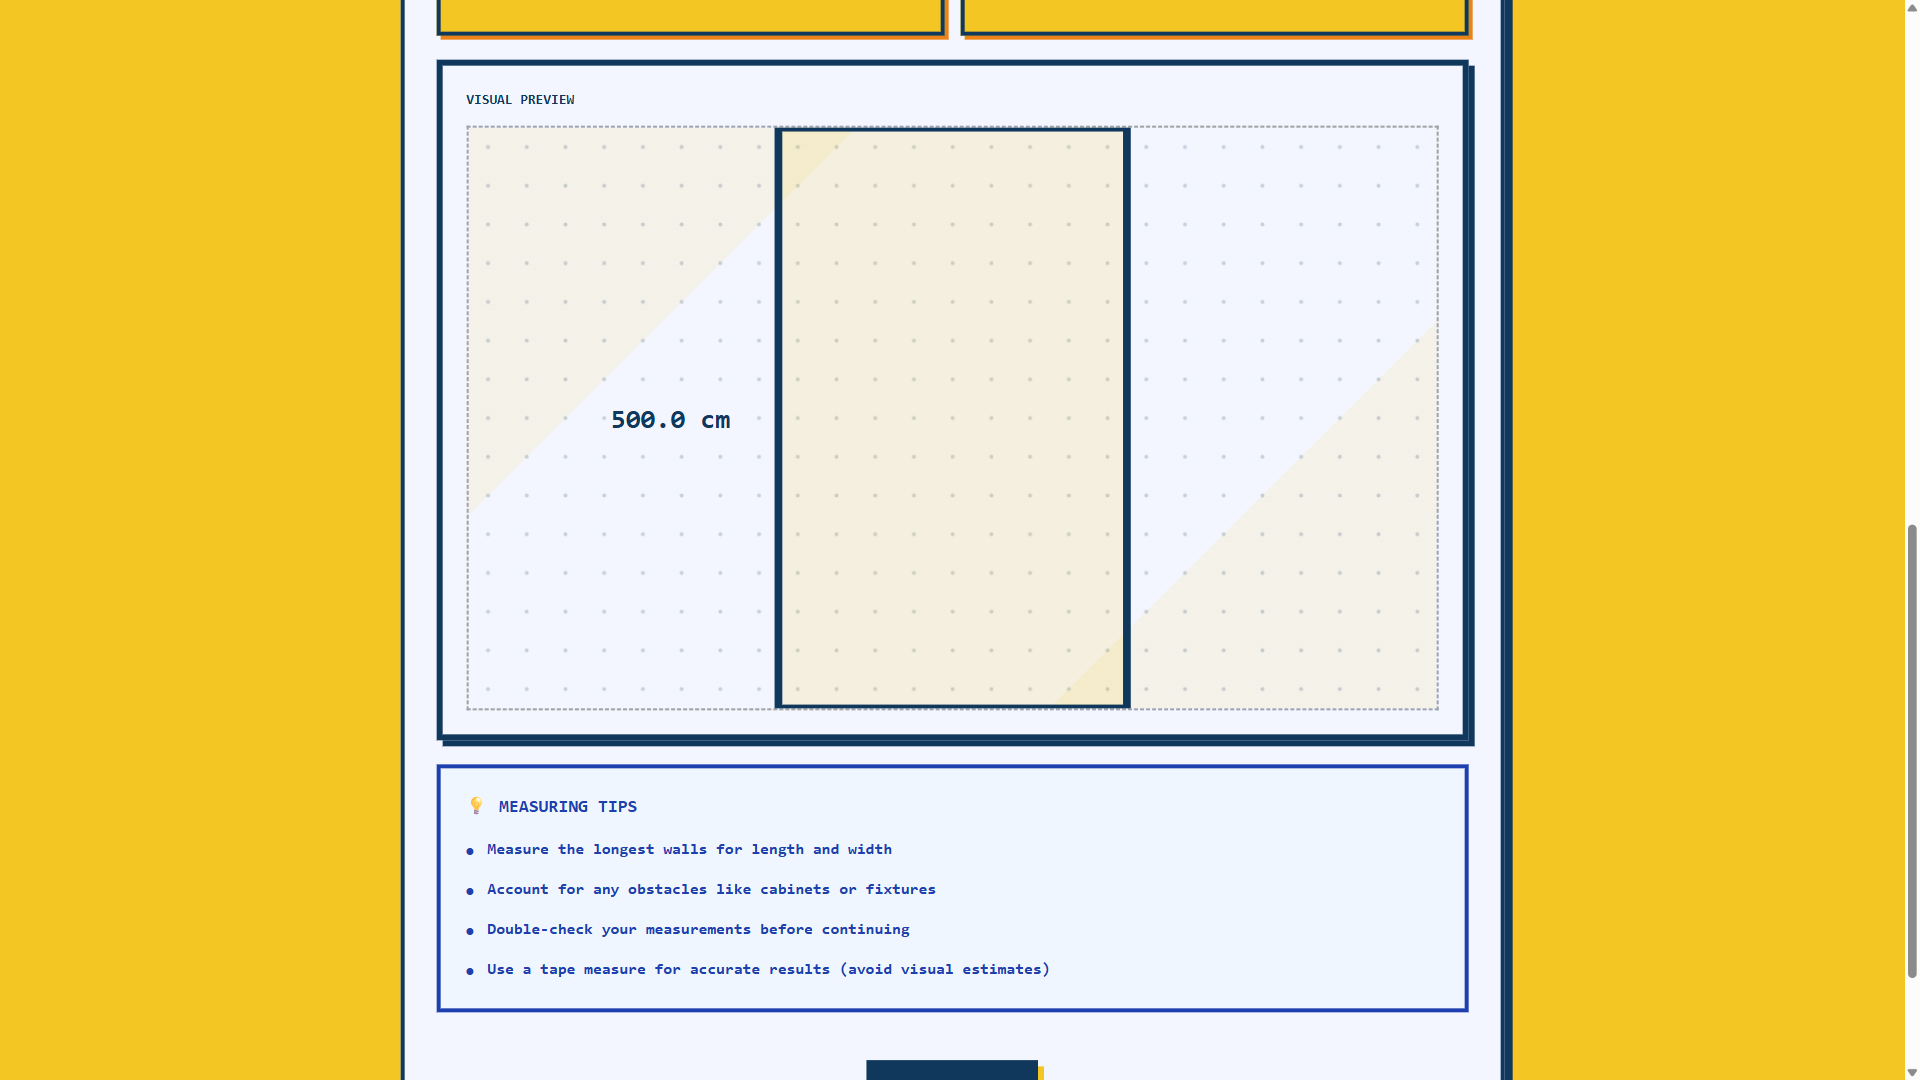 VISUAL PREVIEW
500.0 cm
💡 MEASURING TIPS
● Measure the longest walls for length and width
● Account for any obstacles like cabinets or fixtures
● Double-check your measurements before continuing
● Use a tape measure for accurate results (avoid visual estimates)